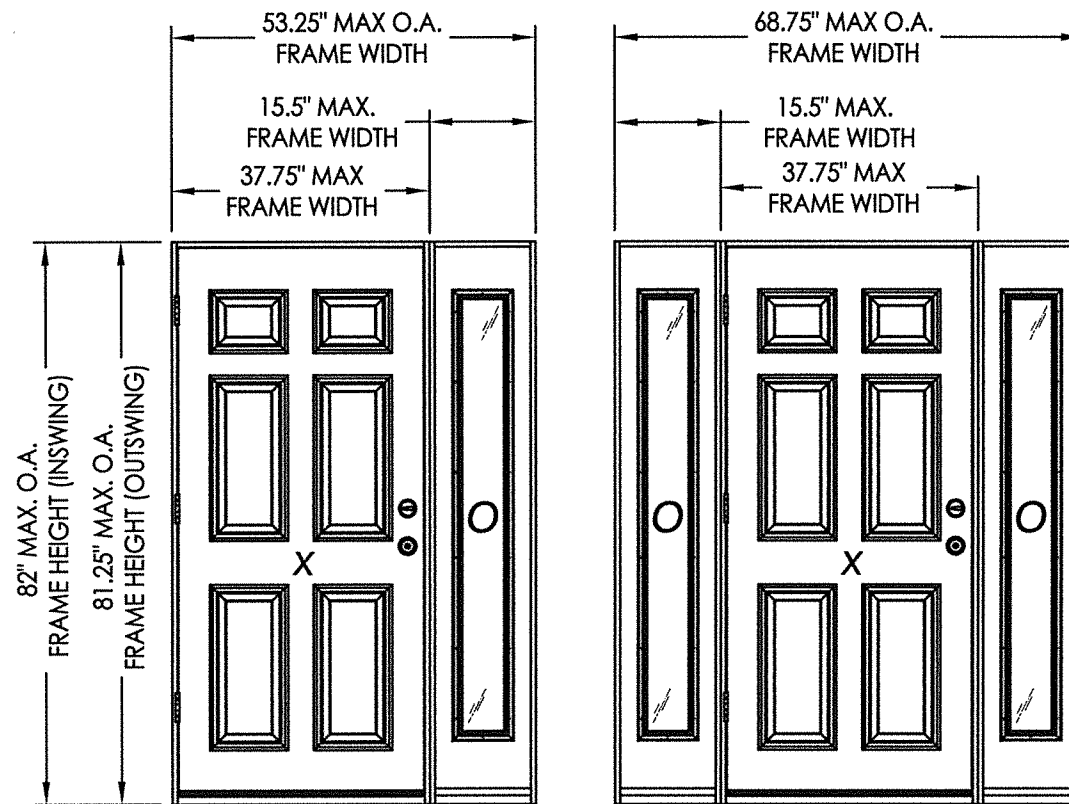 53.25" MAX O.A.
FRAME WIDTH
15.5" MAX.
FRAME WIDTH
37.75" MAX
FRAME WIDTH
68.75" MAX O.A.
FRAME WIDTH
15.5" MAX.
FRAME WIDTH
37.75" MAX
FRAME WIDTH
82" MAX. O.A.
FRAME HEIGHT (INSWING)
81.25" MAX. O.A.
FRAME HEIGHT (OUTSWING)
X
O
O
X
O